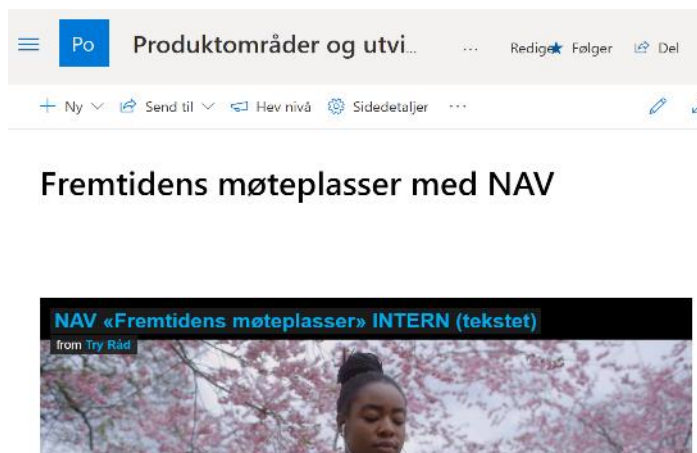 Po Produktområder og utvi... ... Rediger Følger Del
Ny Send til Hev nivå Sidedetaljer ...
Fremtidens møteplasser med NAV
NAV «Fremtidens møteplasser» INTERN (tekstet)
from Try Råd